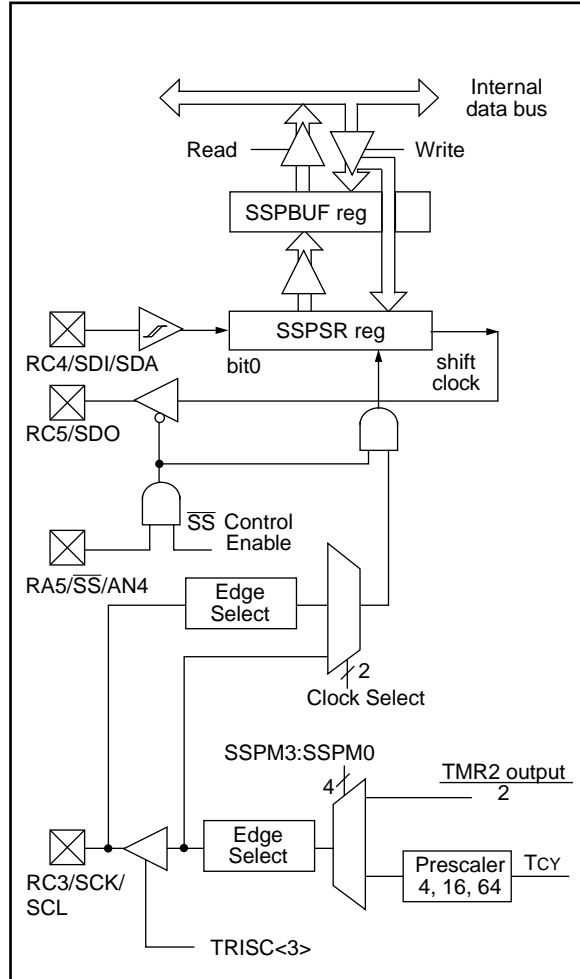 Internal
data bus
Read
Write
SSPBUF reg
SSPSR reg
RC4/SDI/SDA
bit0
shift
clock
RC5/SDO
SS Control
Enable
RA5/SS/AN4
Edge
Select
2
Clock Select
SSPM3:SSPM0
4
TMR2 output
2
Edge
Select
Prescaler
4, 16, 64
TCY
RC3/SCK/
SCL
TRISC<3>